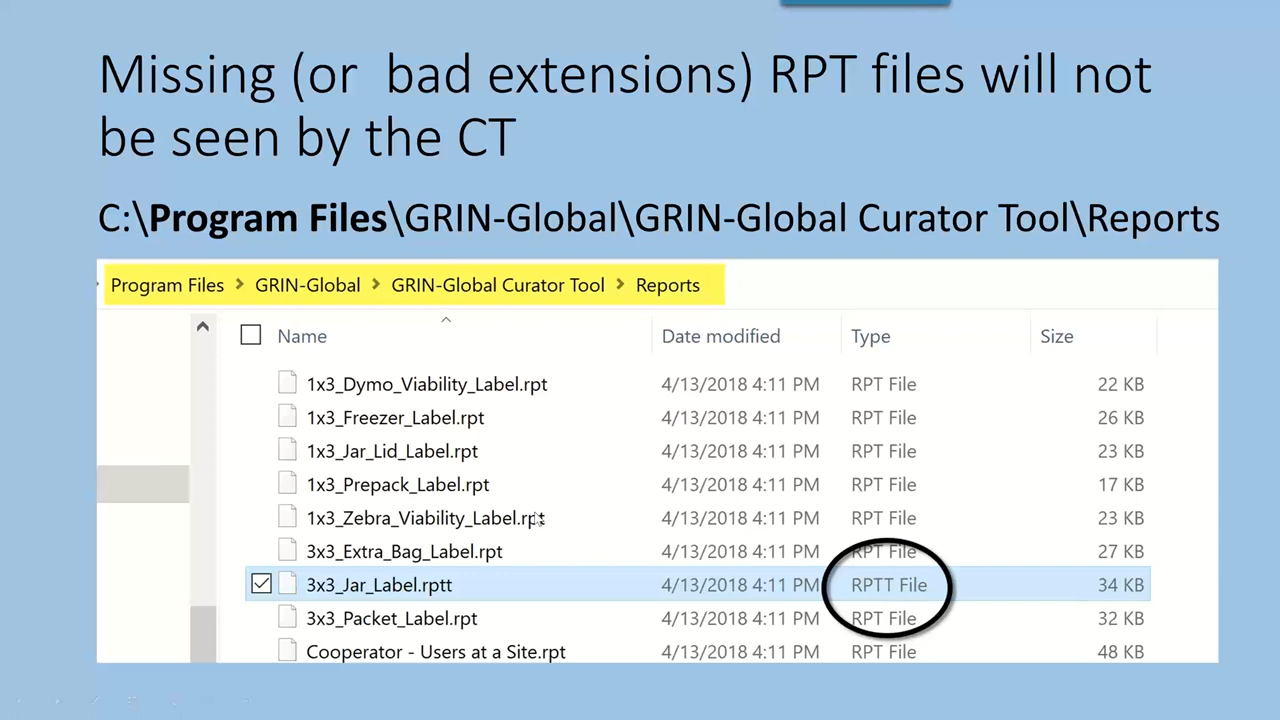 Missing (or  bad extensions) RPT files will not
be seen by the CT
C:\Program Files\GRIN-Global\GRIN-Global Curator Tool\Reports
Program Files > GRIN-Global > GRIN-Global Curator Tool > Reports
Name Date modified Type Size
1x3_Dymo_Viability_Label.rpt 4/13/2018 4:11 PM RPT File 22 KB
1x3_Freezer_Label.rpt 4/13/2018 4:11 PM RPT File 26 KB
1x3_Jar_Lid_Label.rpt 4/13/2018 4:11 PM RPT File 23 KB
1x3_Prepack_Label.rpt 4/13/2018 4:11 PM RPT File 17 KB
1x3_Zebra_Viability_Label.rpt 4/13/2018 4:11 PM RPT File 23 KB
3x3_Extra_Bag_Label.rpt 4/13/2018 4:11 PM RPT File 27 KB
3x3_Jar_Label.rptt 4/13/2018 4:11 PM RPTT File 34 KB
3x3_Packet_Label.rpt 4/13/2018 4:11 PM RPT File 32 KB
Cooperator - Users at a Site.rpt 4/13/2018 4:11 PM RPT File 48 KB